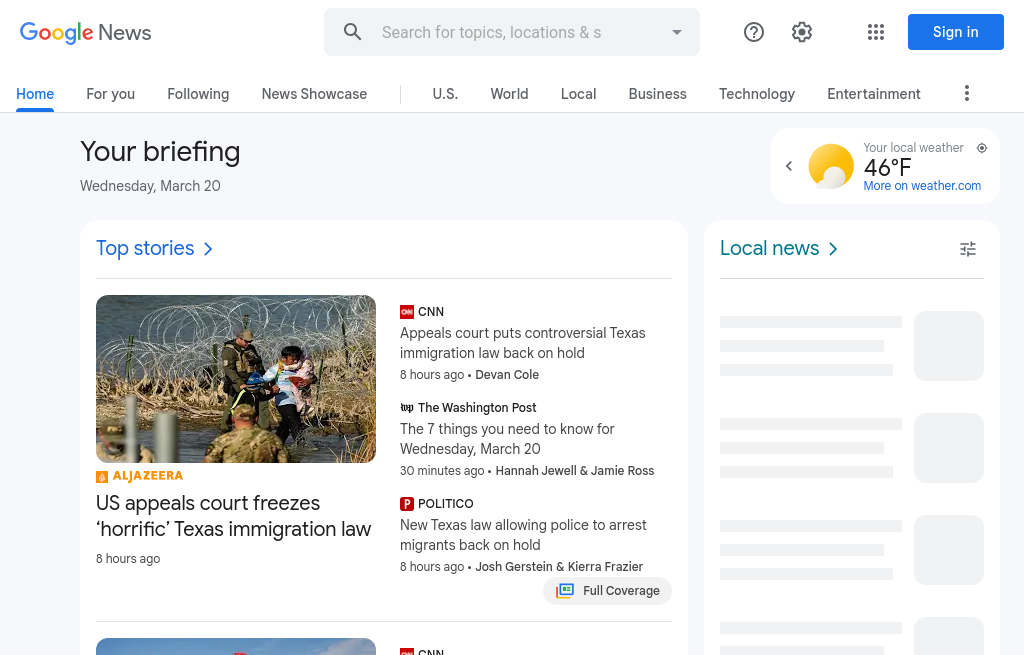 Google News
Search for topics, locations & s
Sign in
Home
For you
Following
News Showcase
U.S.
World
Local
Business
Technology
Entertainment
Your briefing
Wednesday, March 20
Your local weather
46°F
More on weather.com
Top stories
ALJAZEERA
US appeals court freezes
‘horrific’ Texas immigration law
8 hours ago
CNN
CNN
Appeals court puts controversial Texas
immigration law back on hold
8 hours ago • Devan Cole
wp The Washington Post
The 7 things you need to know for
Wednesday, March 20
30 minutes ago • Hannah Jewell & Jamie Ross
P POLITICO
New Texas law allowing police to arrest
migrants back on hold
8 hours ago • Josh Gerstein & Kierra Frazier
Full Coverage
CNN
Local news